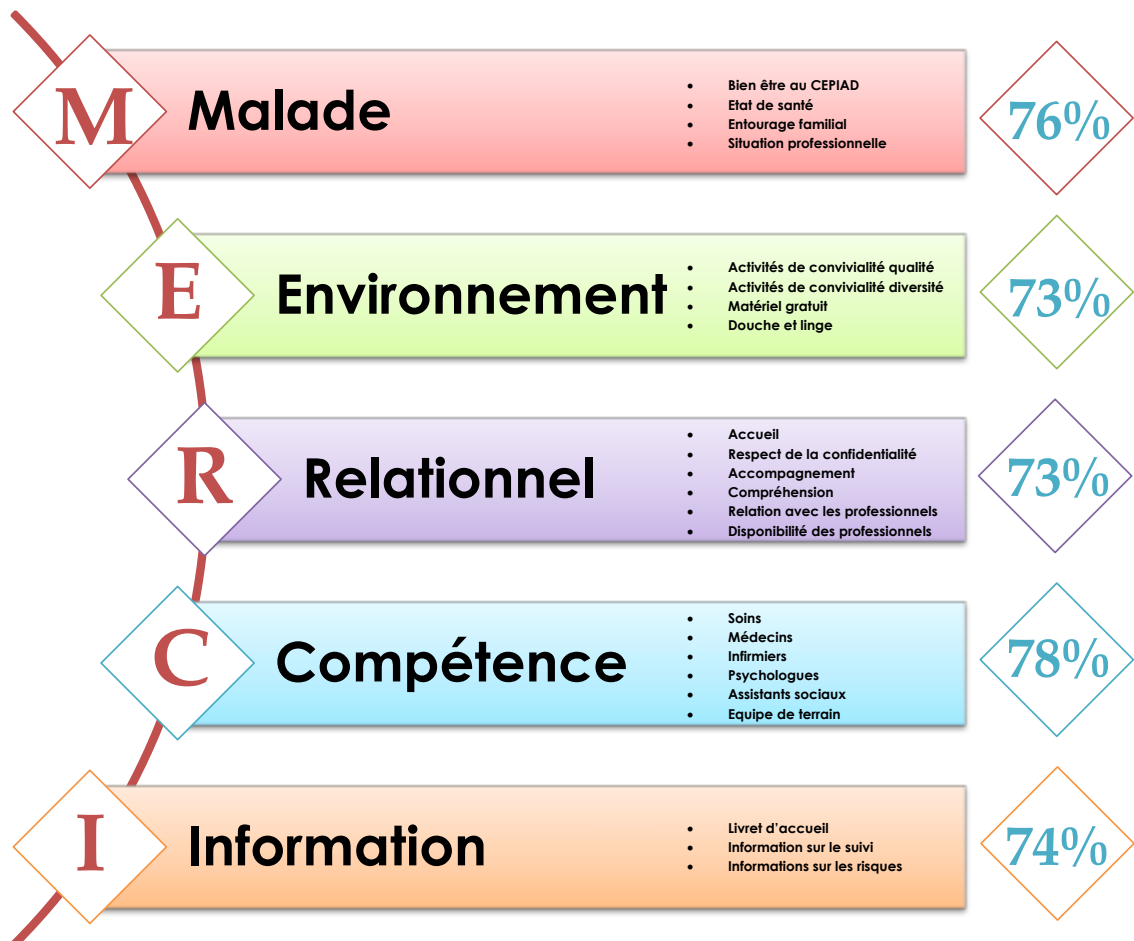 M
Malade
• Bien être au CEPIAD
• Etat de santé
• Entourage familial
• Situation professionnelle
76%
E
Environnement
• Activités de convivialité qualité
• Activités de convivialité diversité
• Matériel gratuit
• Douche et linge
73%
R
Relationnel
• Accueil
• Respect de la confidentialité
• Accompagnement
• Compréhension
• Relation avec les professionnels
• Disponibilité des professionnels
73%
C
Compétence
• Soins
• Médecins
• Infirmiers
• Psychologues
• Assistants sociaux
• Equipe de terrain
78%
I
Information
• Livret d’accueil
• Information sur le suivi
• Informations sur les risques
74%